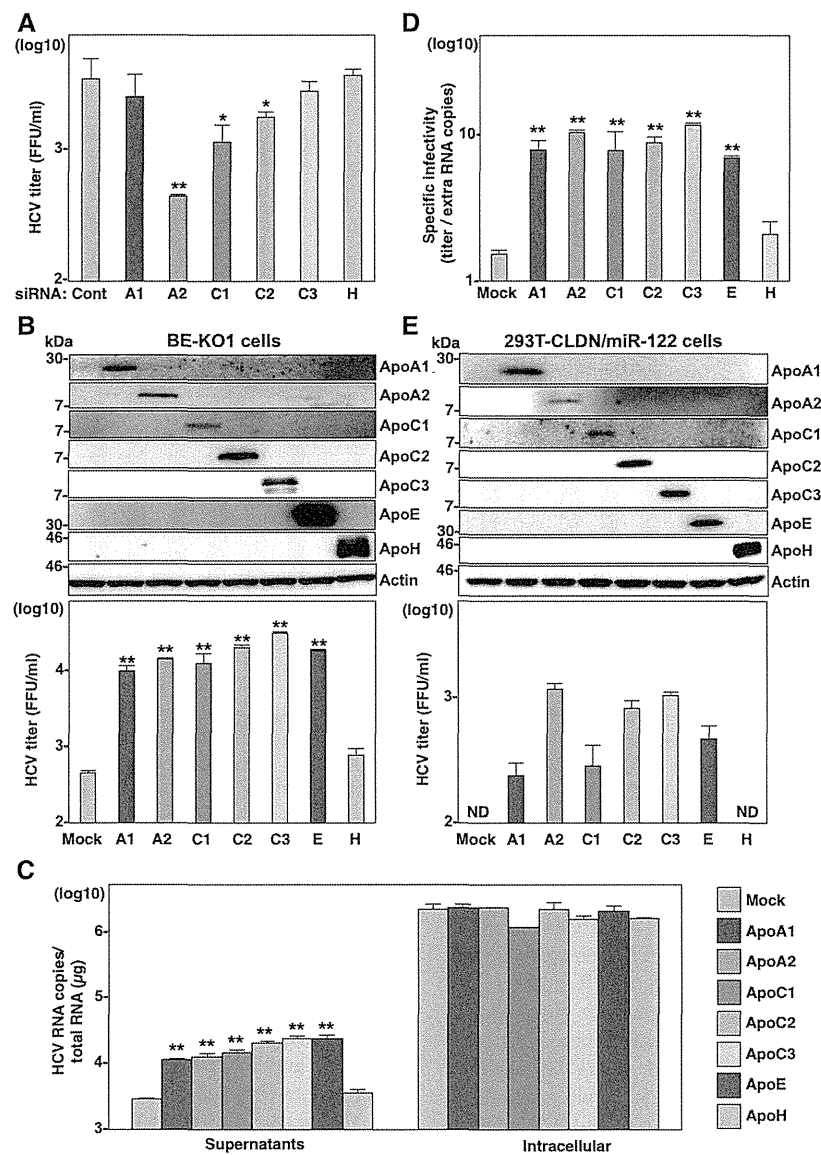 A
(log10)
HCV titer (FFU/ml)
3
2
* *
**
siRNA: Cont A1 A2 C1 C2 C3 H
B
BE-KO1 cells
kDa
30 ApoA1
7 ApoA2
7 ApoC1
7 ApoC2
7 ApoC3
30 ApoE
46 ApoH
46 Actin
(log10)
HCV titer (FFU/ml)
4
3
2
** ** ** ** ** **
Mock A1 A2 C1 C2 C3 E H
C
(log10)
HCV RNA copies/
total RNA (µg)
6
5
4
3
** ** ** ** ** **
Supernatants Intracellular
Mock
ApoA1
ApoA2
ApoC1
ApoC2
ApoC3
ApoE
ApoH
D
(log10)
Specific infectivity
(titer / extra RNA copies)
10
1
** ** ** ** ** **
Mock A1 A2 C1 C2 C3 E H
E
293T-CLDN/miR-122 cells
kDa
30 ApoA1
7 ApoA2
7 ApoC1
7 ApoC2
7 ApoC3
30 ApoE
46 ApoH
46 Actin
(log10)
HCV titer (FFU/ml)
3
2
ND ND
Mock A1 A2 C1 C2 C3 E H